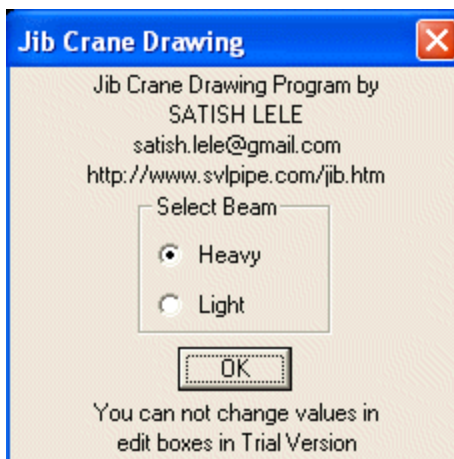 Jib Crane Drawing
Jib Crane Drawing Program by
SATISH LELE
satish.lele@gmail.com
http://www.svlpipe.com/jib.htm
Select Beam
Heavy
Light
OK
You can not change values in
edit boxes in Trial Version